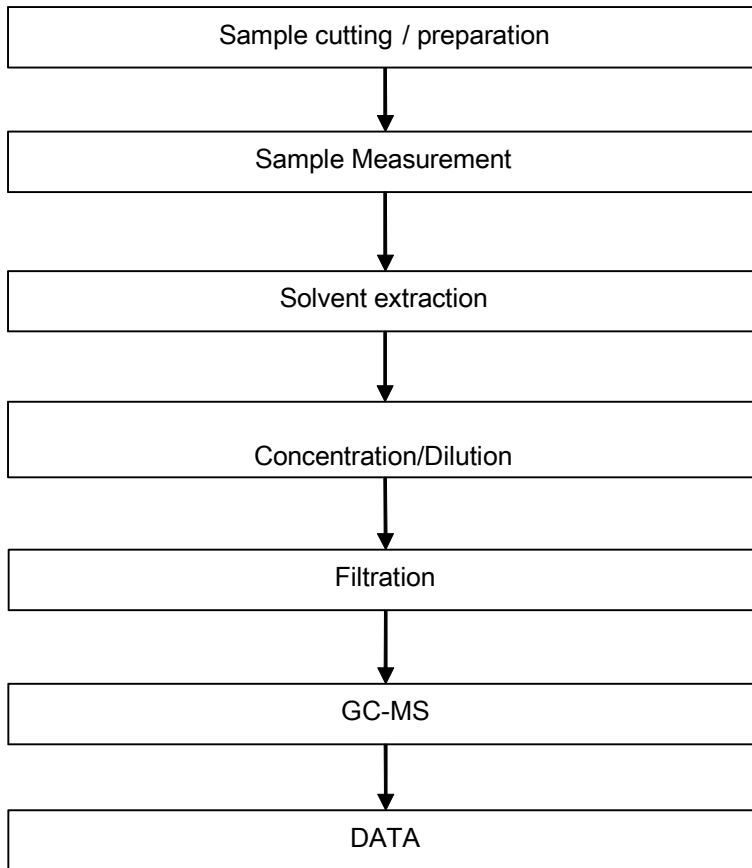 Sample cutting / preparation
Sample Measurement
Solvent extraction
Concentration/Dilution
Filtration
GC-MS
DATA